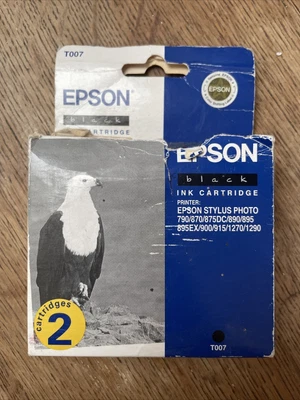 T007
EPSON
black
CARTRIDGE
EPSON
EPSON
black
INK CARTRIDGE
PRINTER:
EPSON STYLUS PHOTO
790/870/875DC/890/895
895EX/900/915/1270/1290
cartridges
2
T007